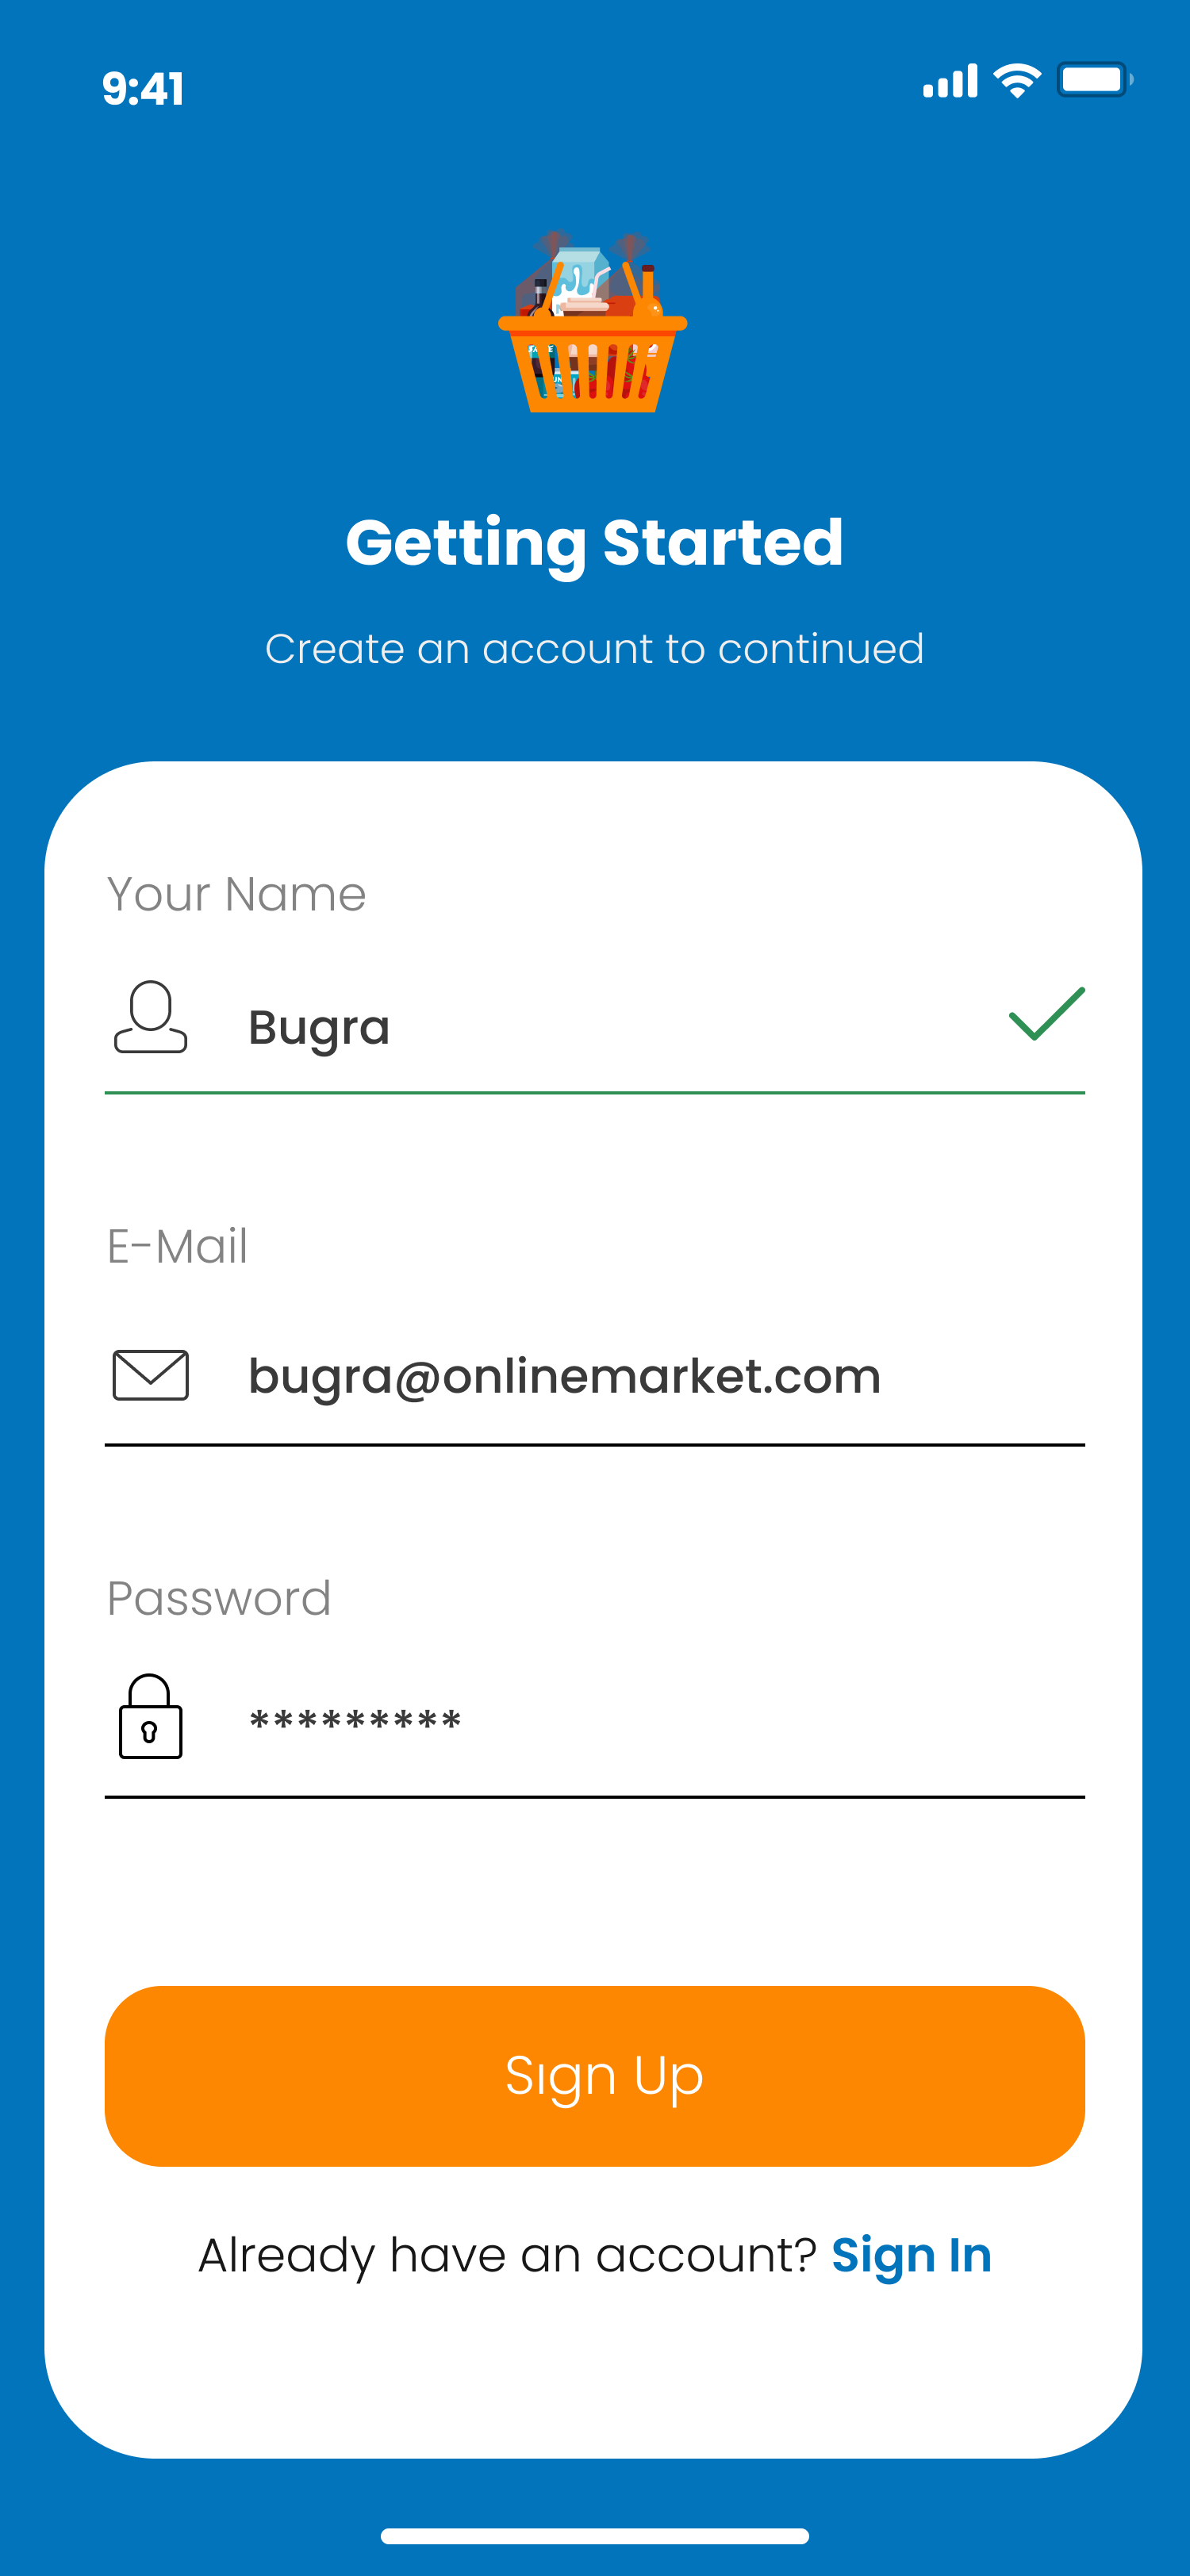 9:41
Getting Started
Create an account to continued
Your Name
Bugra
E-Mail
bugra@onlinemarket.com
Password
*********
Sıgn Up
Already have an account? Sign In